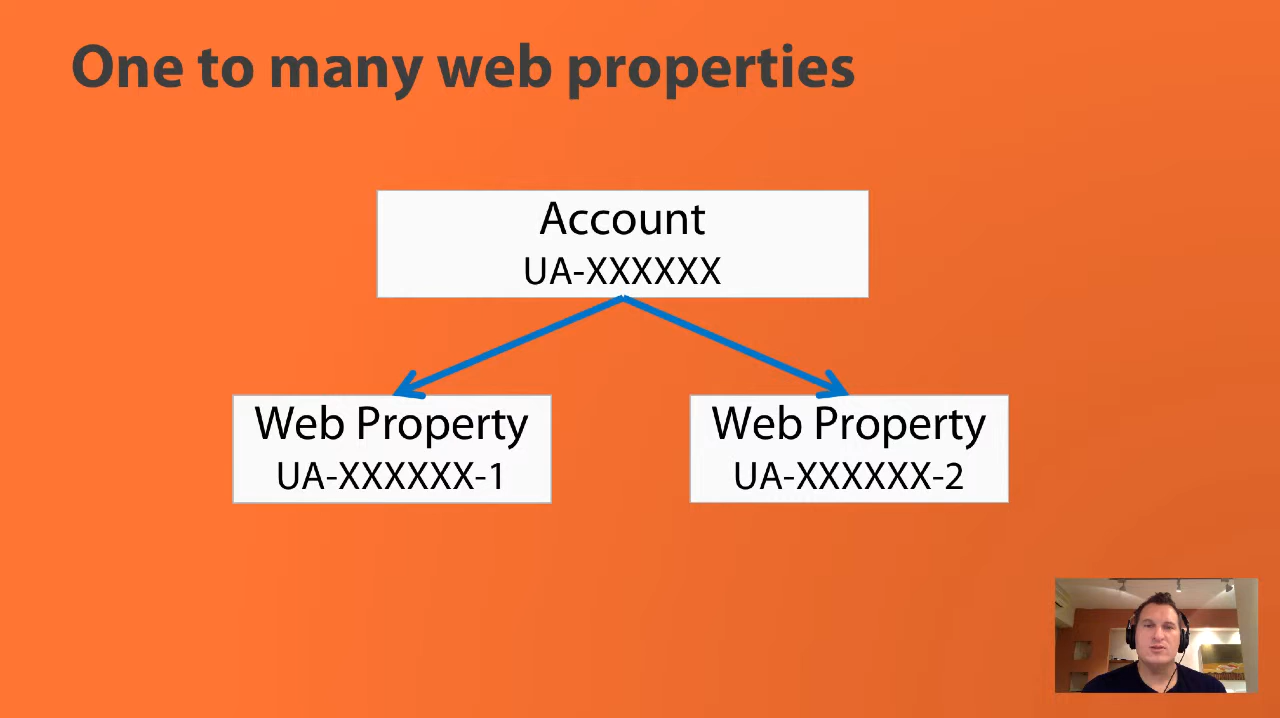 One to many web properties
Account
UA-XXXXXX
Web Property
UA-XXXXXX-1
Web Property
UA-XXXXXX-2